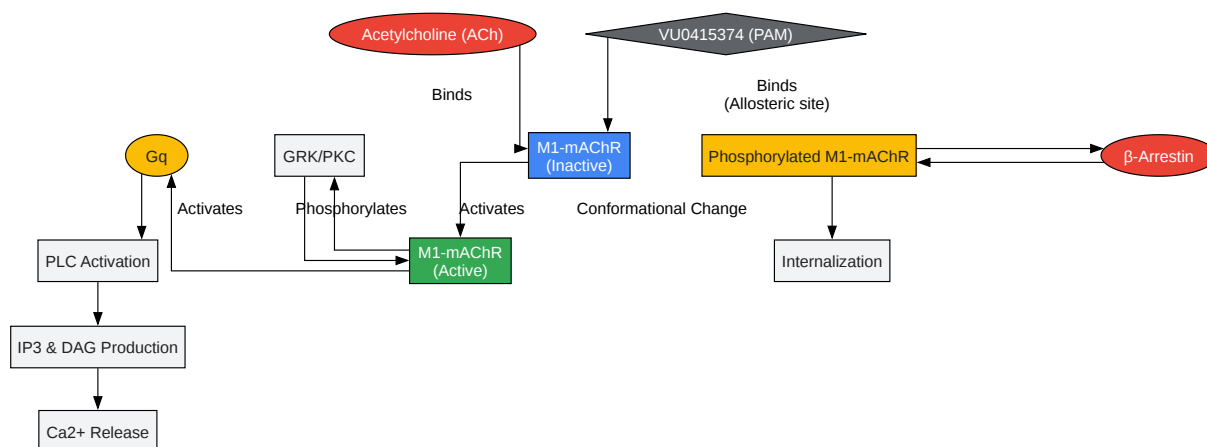 Acetylcholine (ACh)
VU0415374 (PAM)
Binds
Binds
(Allosteric site)
Gq
GRK/PKC
M1-mAChR
(Inactive)
Phosphorylated M1-mAChR
β-Arrestin
Activates
Phosphorylates
Activates
Conformational Change
PLC Activation
M1-mAChR
(Active)
Internalization
IP3 & DAG Production
Ca2+ Release